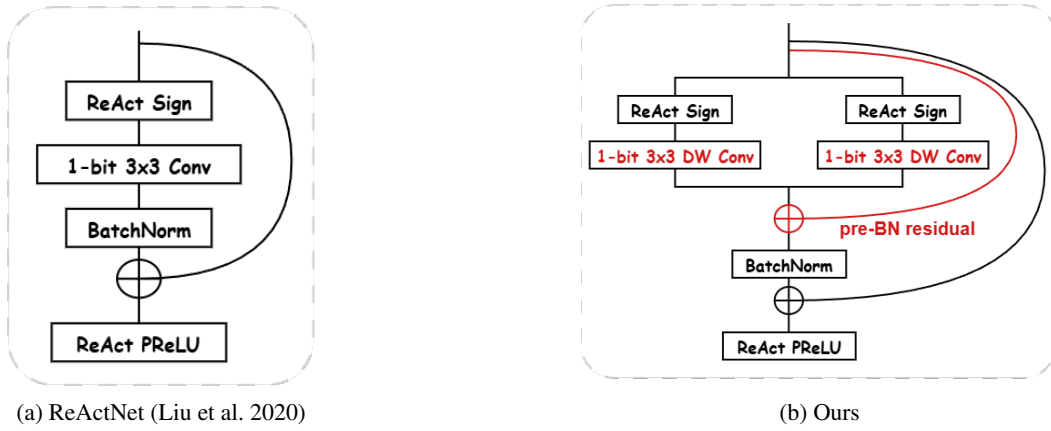 ReAct Sign
1-bit 3x3 Conv
BatchNorm
ReAct PReLU
(a) ReActNet (Liu et al. 2020)
ReAct Sign
ReAct Sign
1-bit 3x3 DW Conv
1-bit 3x3 DW Conv
pre-BN residual
BatchNorm
ReAct PReLU
(b) Ours